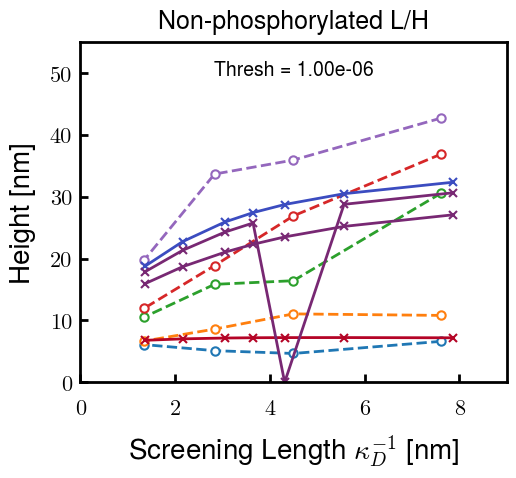 Non-phosphorylated L/H
Thresh = 1.00e-06
Height [nm]
50
40
30
20
10
0
0 2 4 6 8
Screening Length $\kappa_D^{-1}$ [nm]